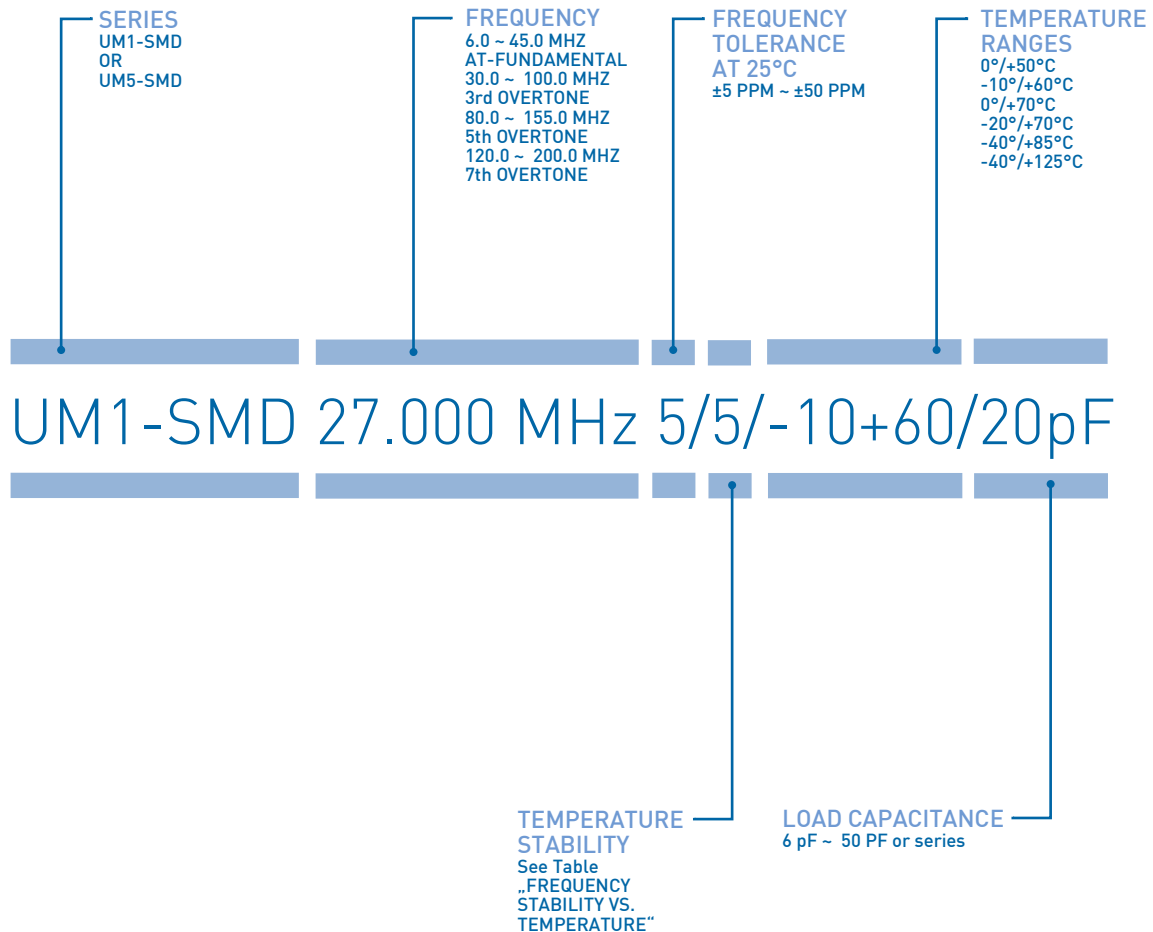 SERIES
UM1-SMD
OR
UM5-SMD
FREQUENCY
6.0 ~ 45.0 MHZ
AT-FUNDAMENTAL
30.0 ~ 100.0 MHZ
3rd OVERTONE
80.0 ~ 155.0 MHZ
5th OVERTONE
120.0 ~ 200.0 MHZ
7th OVERTONE
FREQUENCY
TOLERANCE
AT 25°C
±5 PPM ~ ±50 PPM
TEMPERATURE
RANGES
0°/+50°C
-10°/+60°C
0°/+70°C
-20°/+70°C
-40°/+85°C
-40°/+125°C
UM1-SMD 27.000 MHz 5/5/-10+60/20pF
TEMPERATURE
STABILITY
See Table
„FREQUENCY
STABILITY VS.
TEMPERATURE“
LOAD CAPACITANCE
6 pF ~ 50 PF or series